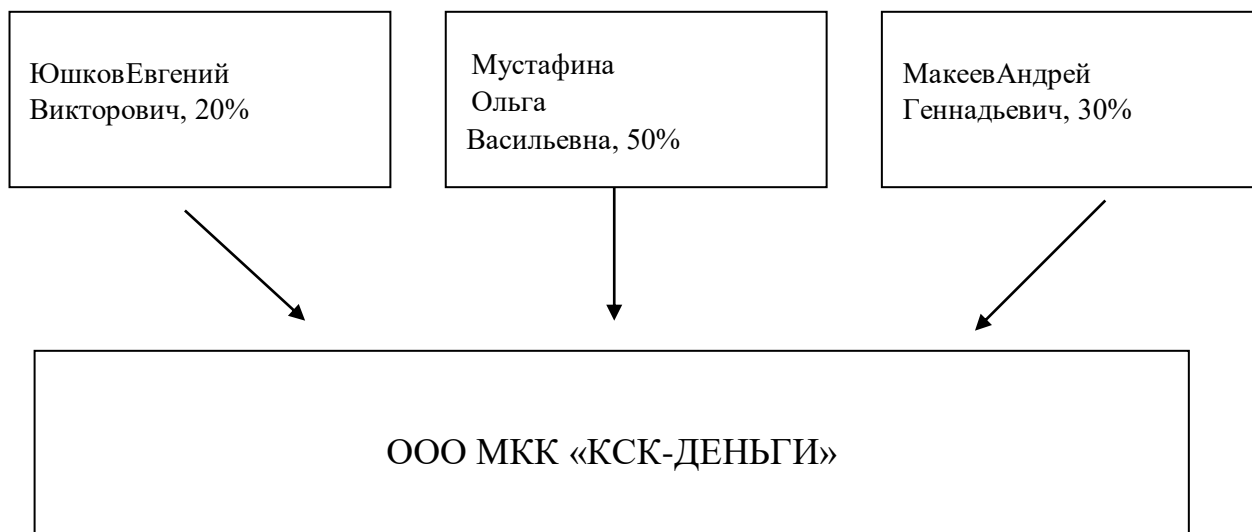 ЮшковЕвгений
Викторович, 20%
Мустафина
Ольга
Васильевна, 50%
МакеевАндрей
Геннадьевич, 30%
ООО МКК «КСК-ДЕНЬГИ»